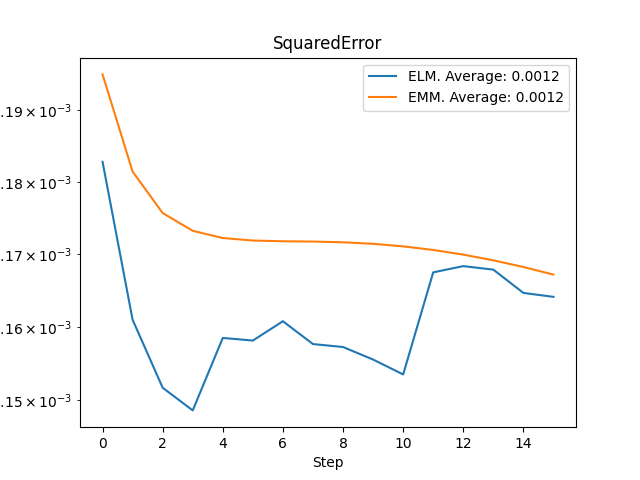 SquaredError
ELM. Average: 0.0012
EMM. Average: 0.0012
.19 × 10⁻³
.18 × 10⁻³
.17 × 10⁻³
.16 × 10⁻³
.15 × 10⁻³
0 2 4 6 8 10 12 14
Step